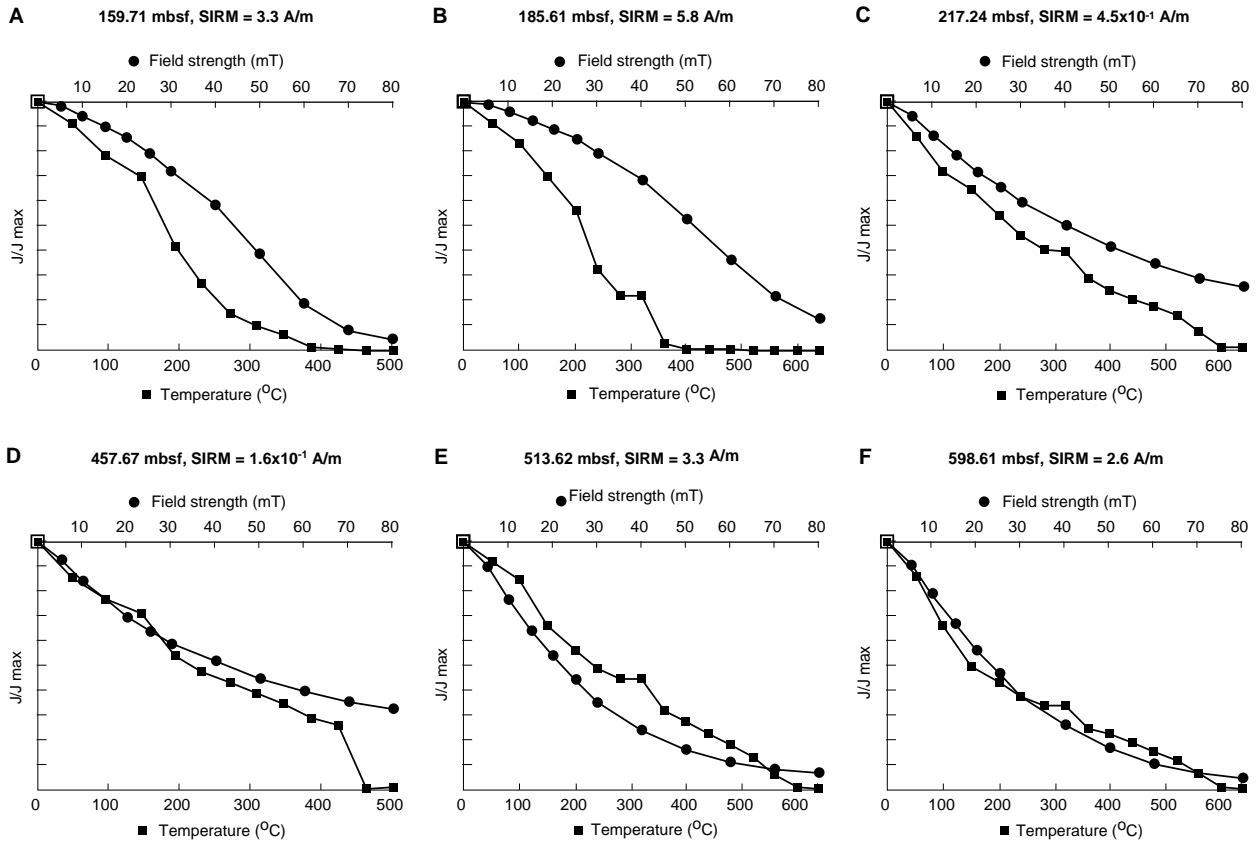 A
159.71 mbsf, SIRM = 3.3 A/m
● Field strength (mT)
10 20 30 40 50 60 70 80
J/J max
0 100 200 300 400 500
■ Temperature (OC)
B
185.61 mbsf, SIRM = 5.8 A/m
● Field strength (mT)
10 20 30 40 50 60 70 80
J/J max
0 100 200 300 400 500 600
■ Temperature (OC)
C
217.24 mbsf, SIRM = 4.5x10-1 A/m
● Field strength (mT)
10 20 30 40 50 60 70 80
J/J max
0 100 200 300 400 500 600
■ Temperature (OC)
D
457.67 mbsf, SIRM = 1.6x10-1 A/m
● Field strength (mT)
10 20 30 40 50 60 70 80
J/J max
0 100 200 300 400 500
■ Temperature (OC)
E
513.62 mbsf, SIRM = 3.3 A/m
● Field strength (mT)
10 20 30 40 50 60 70 80
J/J max
0 100 200 300 400 500 600
■ Temperature (OC)
F
598.61 mbsf, SIRM = 2.6 A/m
● Field strength (mT)
10 20 30 40 50 60 70 80
J/J max
0 100 200 300 400 500 600
■ Temperature (OC)